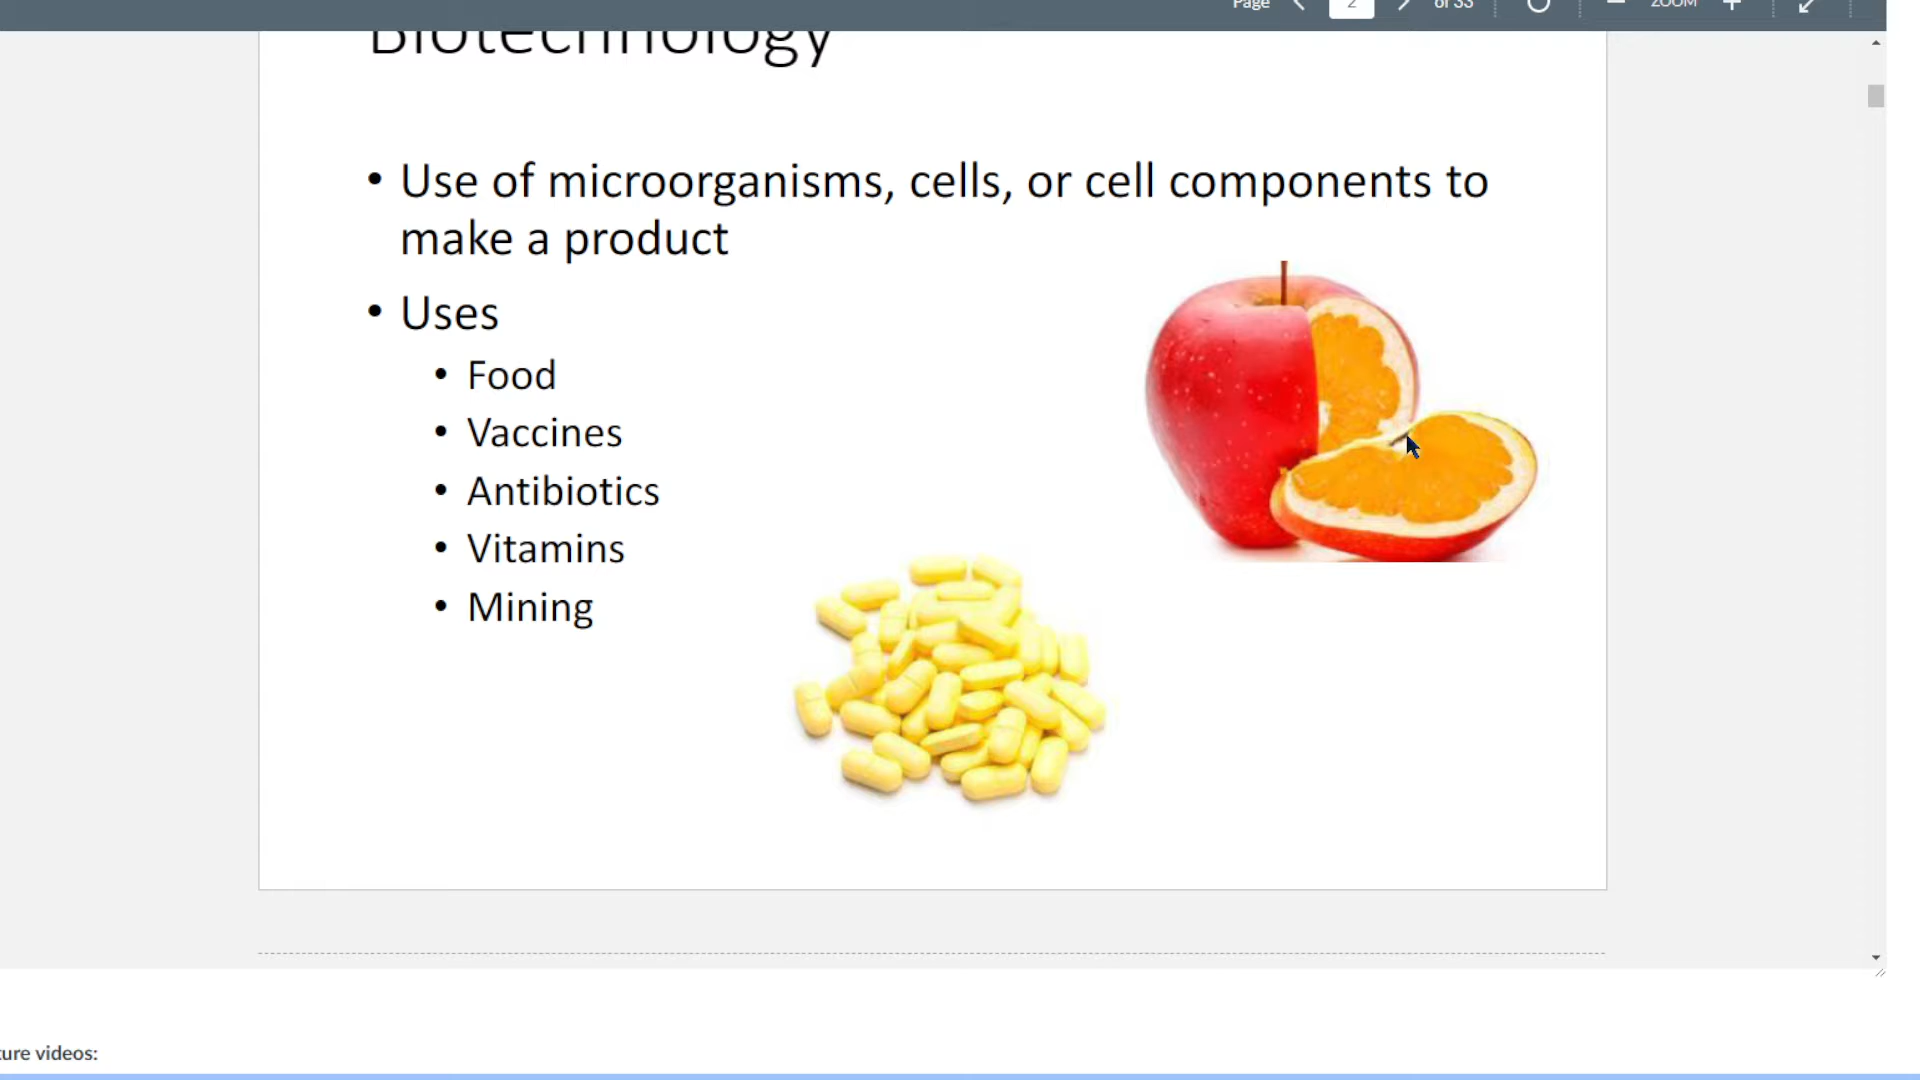 Page 2 of 33 ZOOM
Biotechnology
• Use of microorganisms, cells, or cell components to
make a product
• Uses
• Food
• Vaccines
• Antibiotics
• Vitamins
• Mining
ture videos: